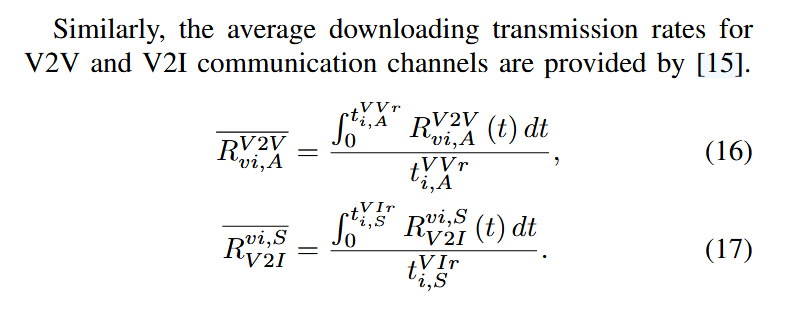 Similarly, the average downloading transmission rates for
V2V and V2I communication channels are provided by [15].
$\overline{R_{vi,A}^{V2V}} = \frac{\int_0^{t_{i,A}^{VVr}} R_{vi,A}^{V2V}(t)\,dt}{t_{i,A}^{VVr}},$ (16)
$\overline{R_{V2I}^{vi,S}} = \frac{\int_0^{t_{i,S}^{VIr}} R_{V2I}^{vi,S}(t)\,dt}{t_{i,S}^{VIr}}.$ (17)